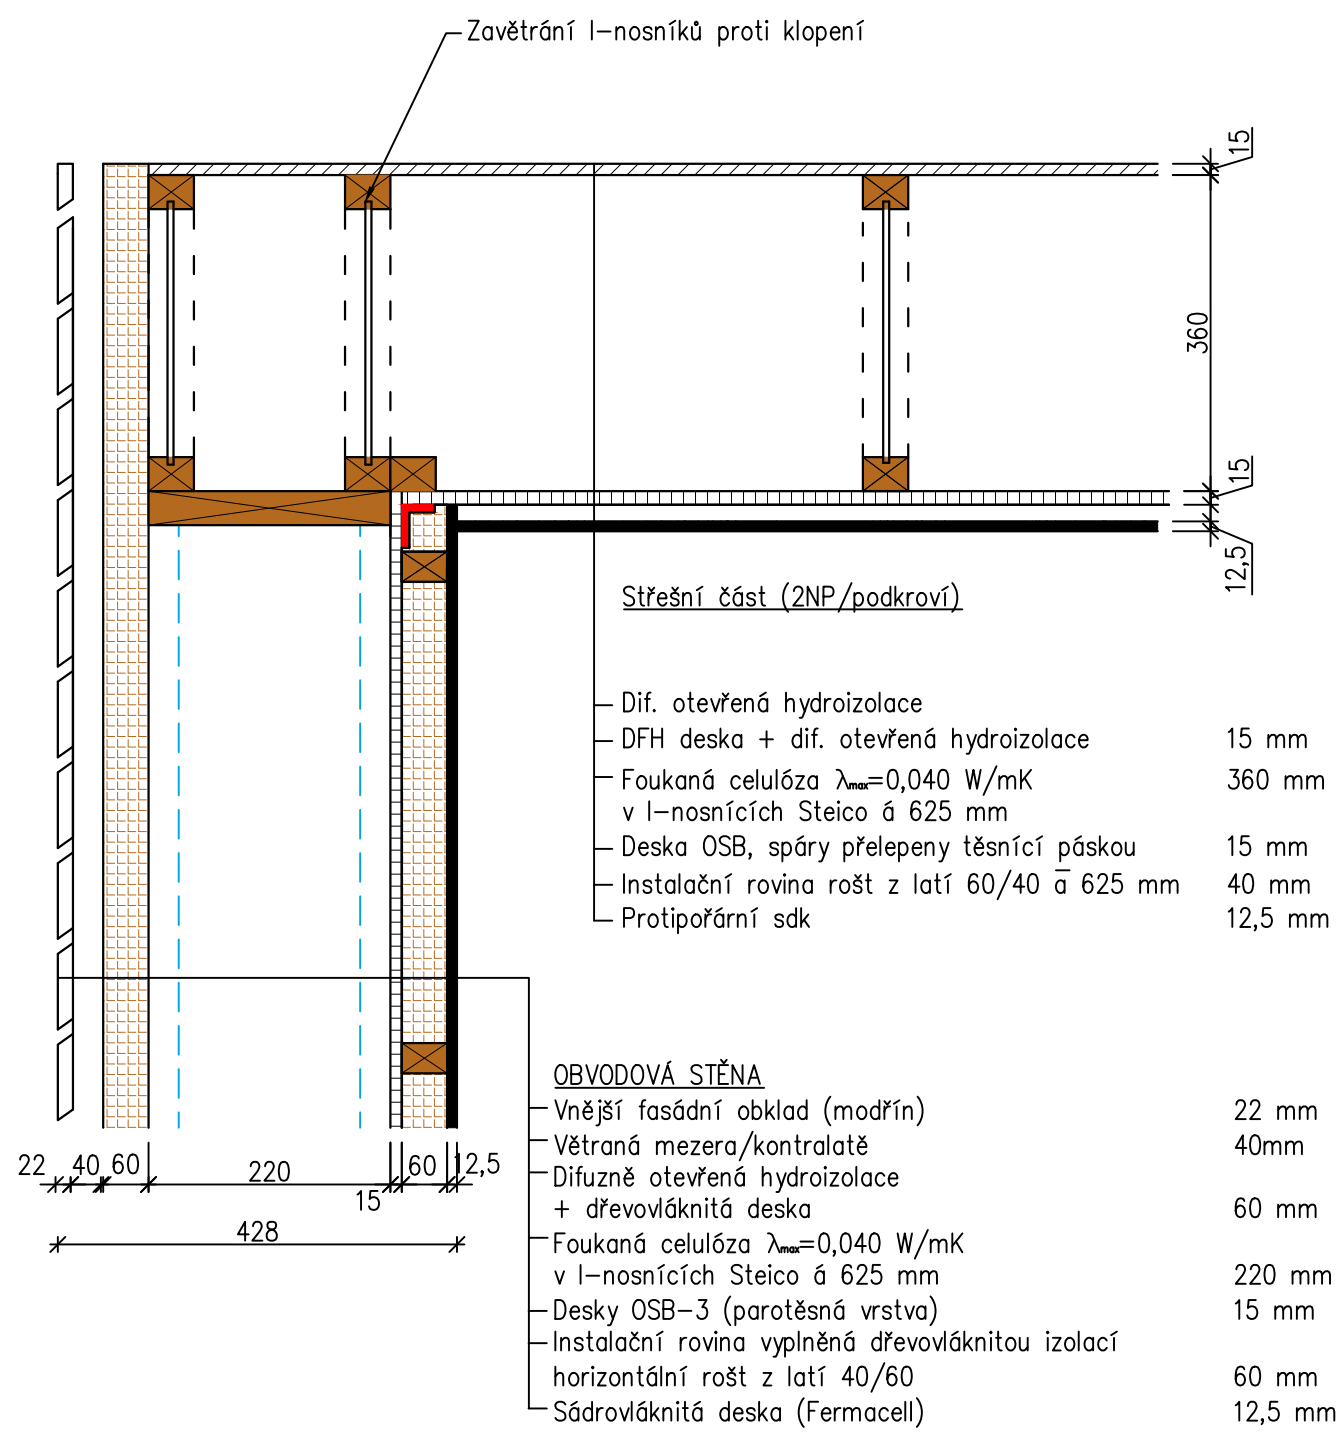 Zavětrání I-nosníků proti klopení
15
360
15
12,5
Střešní část (2NP/podkroví)
Dif. otevřená hydroizolace
DFH deska + dif. otevřená hydroizolace 15 mm
Foukaná celulóza λmax=0,040 W/mK 360 mm
v I-nosnících Steico á 625 mm
Deska OSB, spáry přelepeny těsnící páskou 15 mm
Instalační rovina rošt z latí 60/40 ā 625 mm 40 mm
Protipořární sdk 12,5 mm
OBVODOVÁ STĚNA
Vnější fasádní obklad (modřín) 22 mm
Větraná mezera/kontralatě 40mm
Difuzně otevřená hydroizolace
+ dřevovláknitá deska 60 mm
Foukaná celulóza λmax=0,040 W/mK
v I-nosnících Steico á 625 mm 220 mm
Desky OSB-3 (parotěsná vrstva) 15 mm
Instalační rovina vyplněná dřevovláknitou izolací
horizontální rošt z latí 40/60 60 mm
Sádrovláknitá deska (Fermacell) 12,5 mm
22 40 60 220 15 60 12,5
428